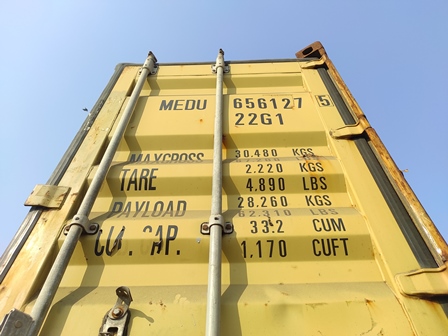 MEDU 656127 5
22G1
MAXGROSS 30.480 KGS
TARE 2.220 KGS
4.890 LBS
PAYLOAD 28.260 KGS
62.310 LBS
CU. CAP. 33.2 CUM
1.170 CUFT